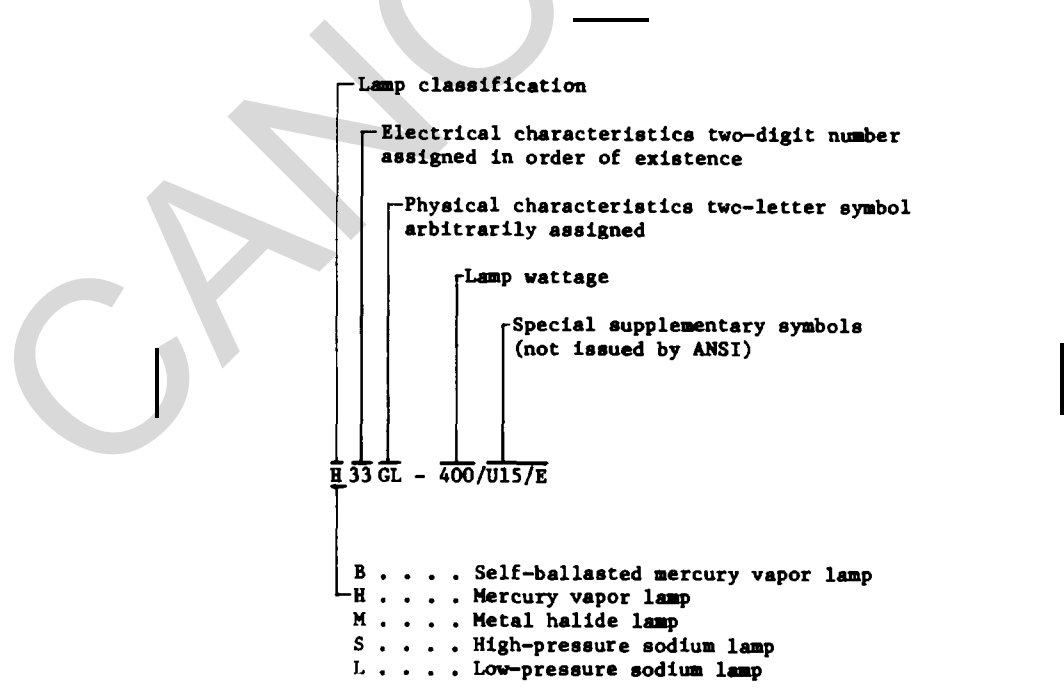 Lamp classification
Electrical characteristics two-digit number
assigned in order of existence
Physical characteristics two-letter symbol
arbitrarily assigned
Lamp wattage
Special supplementary symbols
(not issued by ANSI)
H 33 GL - 400/U15/E
B . . . . Self-ballasted mercury vapor lamp
H . . . . Mercury vapor lamp
M . . . . Metal halide lamp
S . . . . High-pressure sodium lamp
L . . . . Low-pressure sodium lamp
CANC